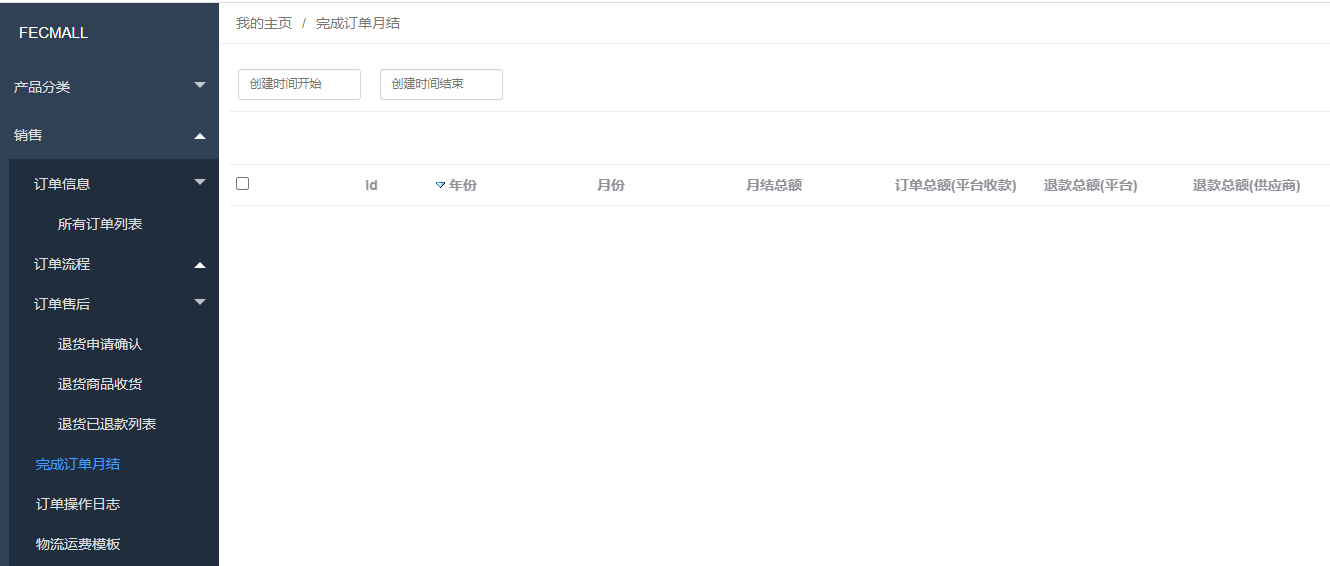 FECMALL
产品分类
销售
订单信息
所有订单列表
订单流程
订单售后
退货申请确认
退货商品收货
退货已退款列表
完成订单月结
订单操作日志
物流运费模板
我的主页 / 完成订单月结
创建时间开始 创建时间结束
Id 年份 月份 月结总额 订单总额(平台收款) 退款总额(平台) 退款总额(供应商)